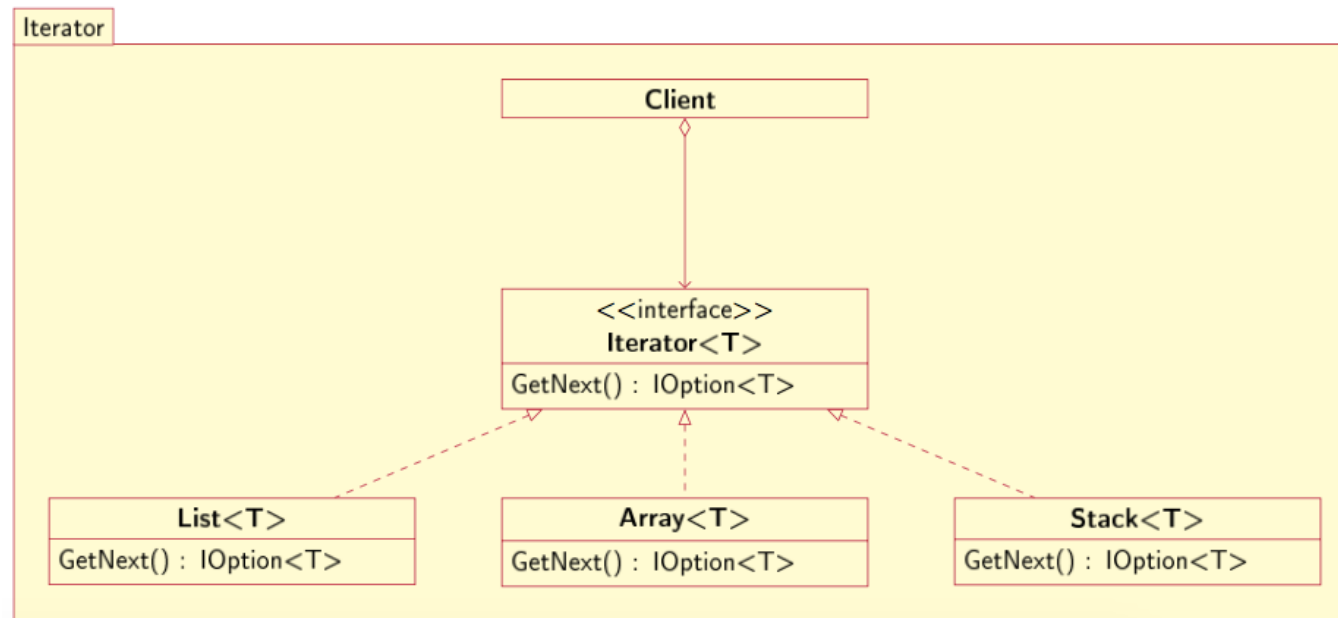 Iterator
Client
<<interface>>
Iterator<T>
GetNext() : IOption<T>
List<T>
GetNext() : IOption<T>
Array<T>
GetNext() : IOption<T>
Stack<T>
GetNext() : IOption<T>